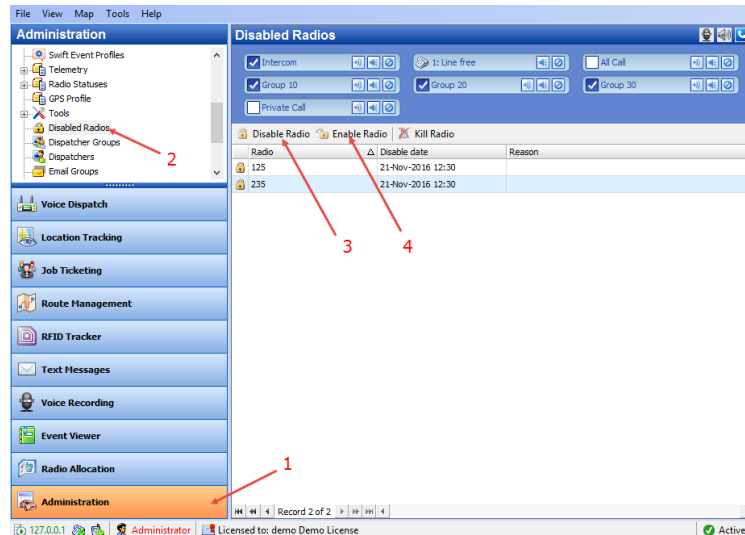 File View Map Tools Help
Administration
Disabled Radios
Swift Event Profiles
Telemetry
Radio Statuses
GPS Profile
Tools
Disabled Radios
Dispatcher Groups
Dispatchers
Email Groups
2
Intercom
1: Line free
All Call
Group 10
Group 20
Group 30
Private Call
Disable Radio Enable Radio Kill Radio
Radio Disable date Reason
125 21-Nov-2016 12:30
235 21-Nov-2016 12:30
3 4
Voice Dispatch
Location Tracking
Job Ticketing
Route Management
RFID Tracker
Text Messages
Voice Recording
Event Viewer
Radio Allocation
Administration
1
Record 2 of 2
127.0.0.1 Administrator Licensed to: demo Demo License Active